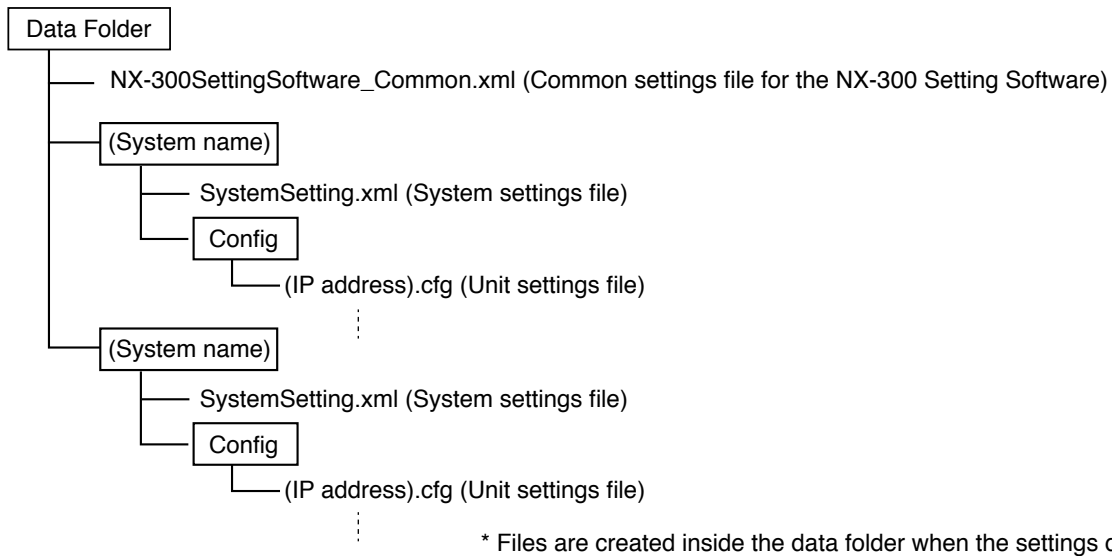 Data Folder
NX-300SettingSoftware_Common.xml (Common settings file for the NX-300 Setting Software)
(System name)
SystemSetting.xml (System settings file)
Config
(IP address).cfg (Unit settings file)
(System name)
SystemSetting.xml (System settings file)
Config
(IP address).cfg (Unit settings file)
* Files are created inside the data folder when the settings